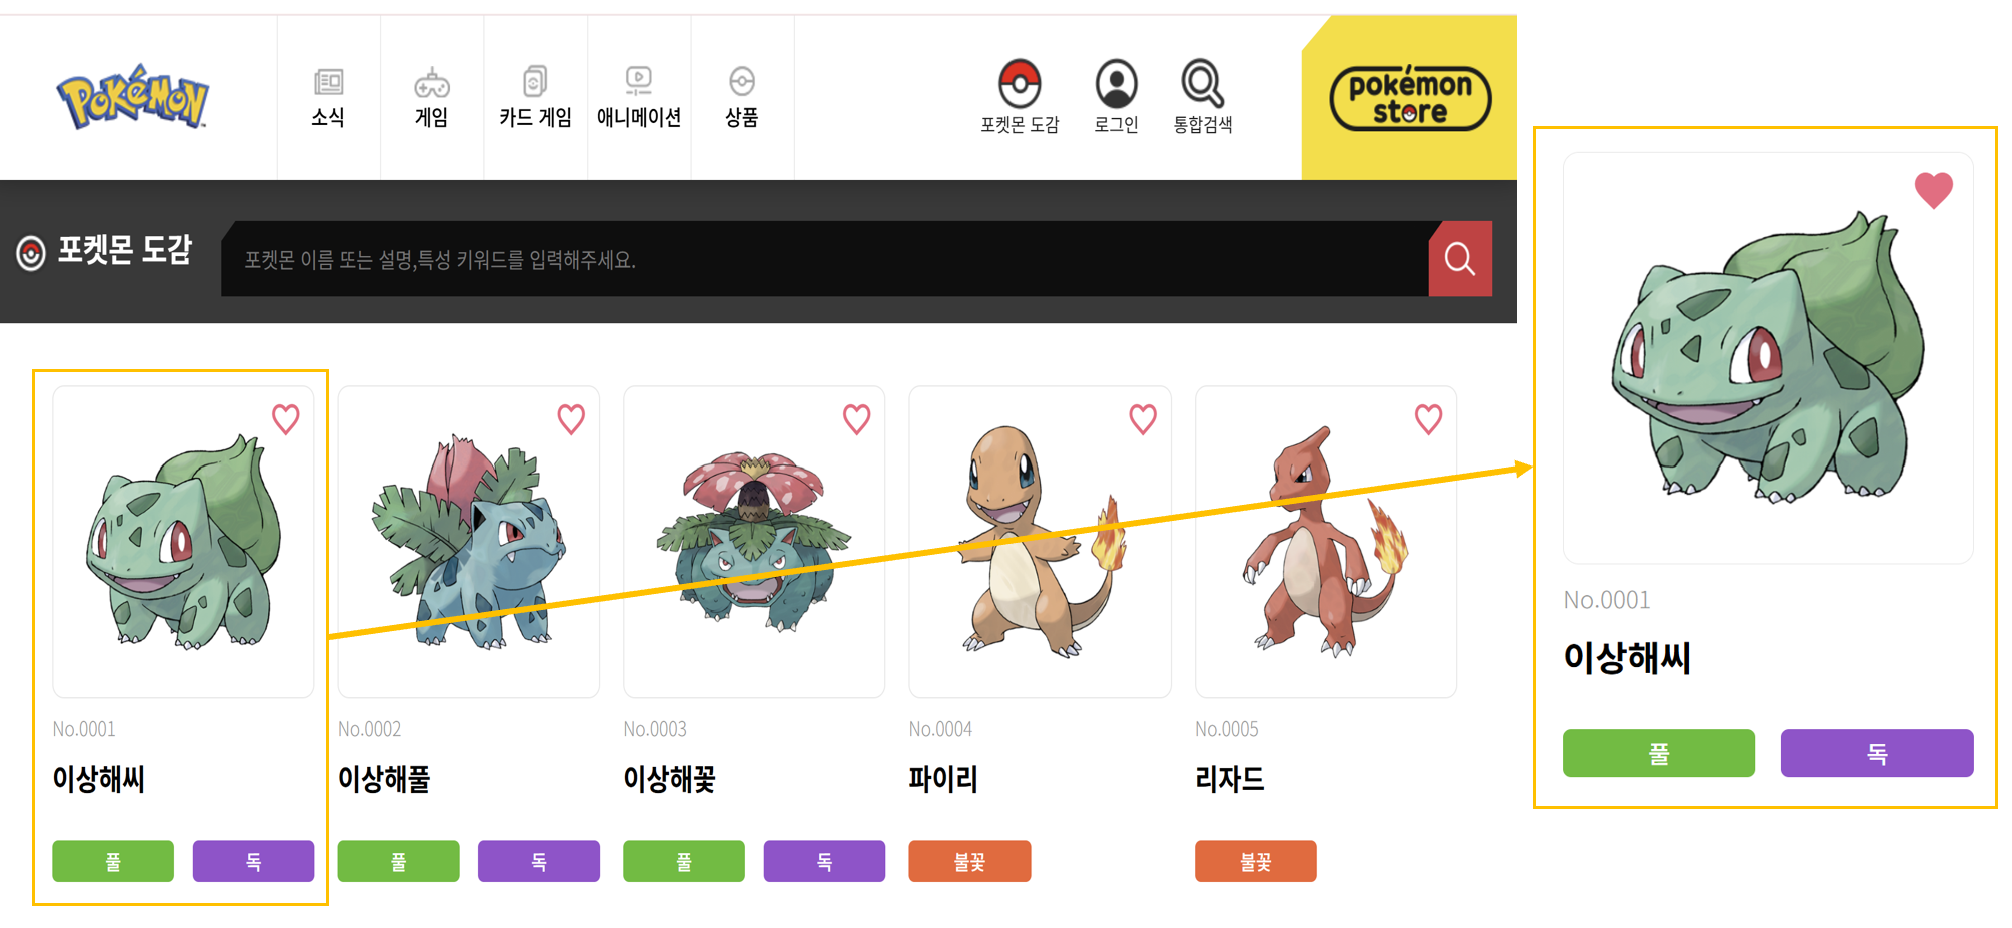 POKéMON
소식
게임
카드 게임
애니메이션
상품
포켓몬 도감
로그인
통합검색
pokémon
store
포켓몬 도감
포켓몬 이름 또는 설명,특성 키워드를 입력해주세요.
No.0001
이상해씨
풀
독
No.0002
이상해풀
풀
독
No.0003
이상해꽃
풀
독
No.0004
파이리
불꽃
No.0005
리자드
불꽃
No.0001
이상해씨
풀
독